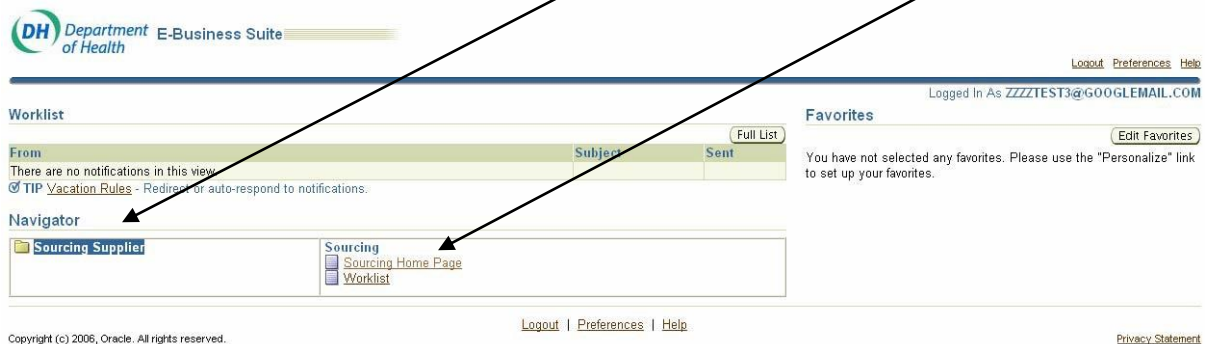 DH Department of Health
E-Business Suite
Logout Preferences Help
Logged In As ZZZZTEST3@GOOGLEMAIL.COM
Worklist
Full List
From Subject Sent
There are no notifications in this view.
TIP Vacation Rules - Redirect or auto-respond to notifications.
Favorites
Edit Favorites
You have not selected any favorites. Please use the "Personalize" link
to set up your favorites.
Navigator
Sourcing Supplier
Sourcing
Sourcing Home Page
Worklist
Logout | Preferences | Help
Copyright (c) 2006, Oracle. All rights reserved.
Privacy Statement